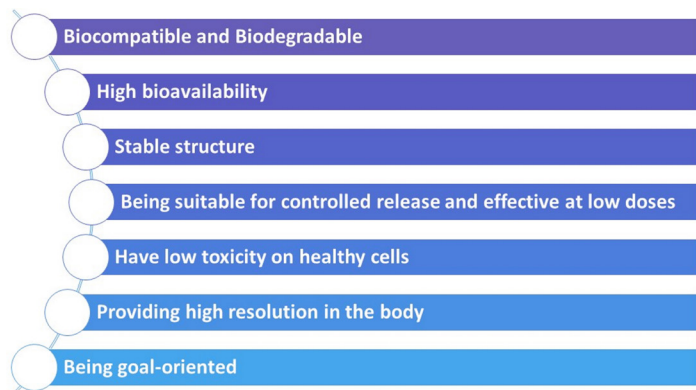 Biocompatible and Biodegradable
High bioavailability
Stable structure
Being suitable for controlled release and effective at low doses
Have low toxicity on healthy cells
Providing high resolution in the body
Being goal-oriented